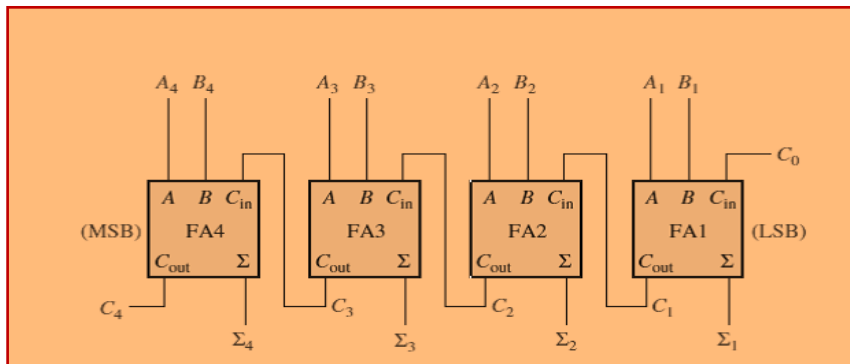 A₄ B₄ A₃ B₃ A₂ B₂ A₁ B₁
C₀
A B Cin A B Cin A B Cin A B Cin
(MSB) FA4 FA3 FA2 FA1 (LSB)
Cout Σ Cout Σ Cout Σ Cout Σ
C₄ C₃ C₂ C₁
Σ₄ Σ₃ Σ₂ Σ₁